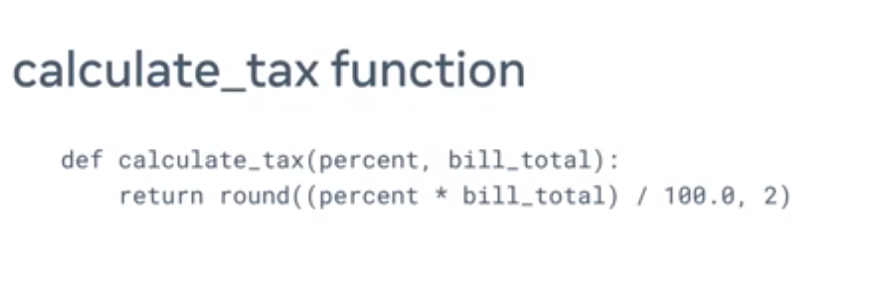 calculate_tax function
def calculate_tax(percent, bill_total):
    return round((percent * bill_total) / 100.0, 2)